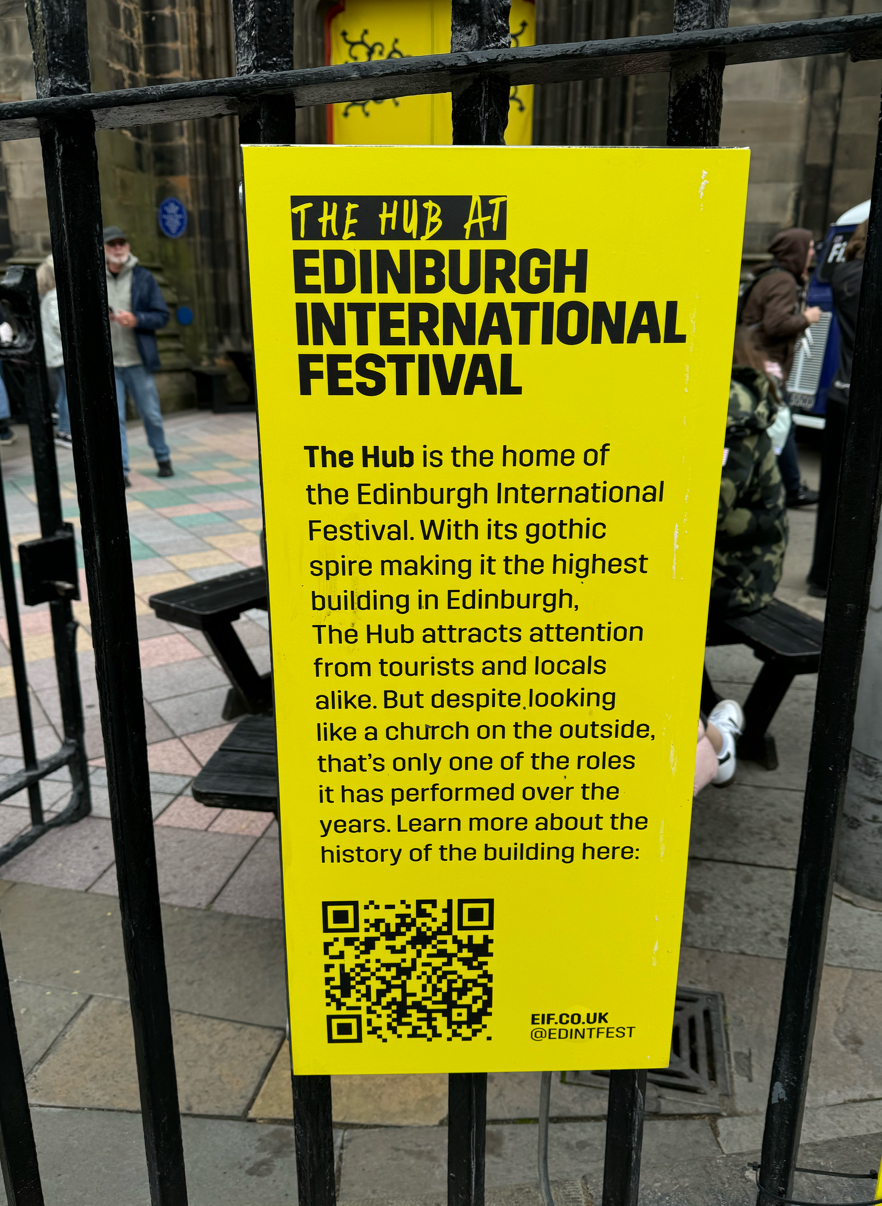 THE HUB AT
EDINBURGH
INTERNATIONAL
FESTIVAL
The Hub is the home of
the Edinburgh International
Festival. With its gothic
spire making it the highest
building in Edinburgh,
The Hub attracts attention
from tourists and locals
alike. But despite looking
like a church on the outside,
that's only one of the roles
it has performed over the
years. Learn more about the
history of the building here:
EIF.CO.UK
@EDINTFEST